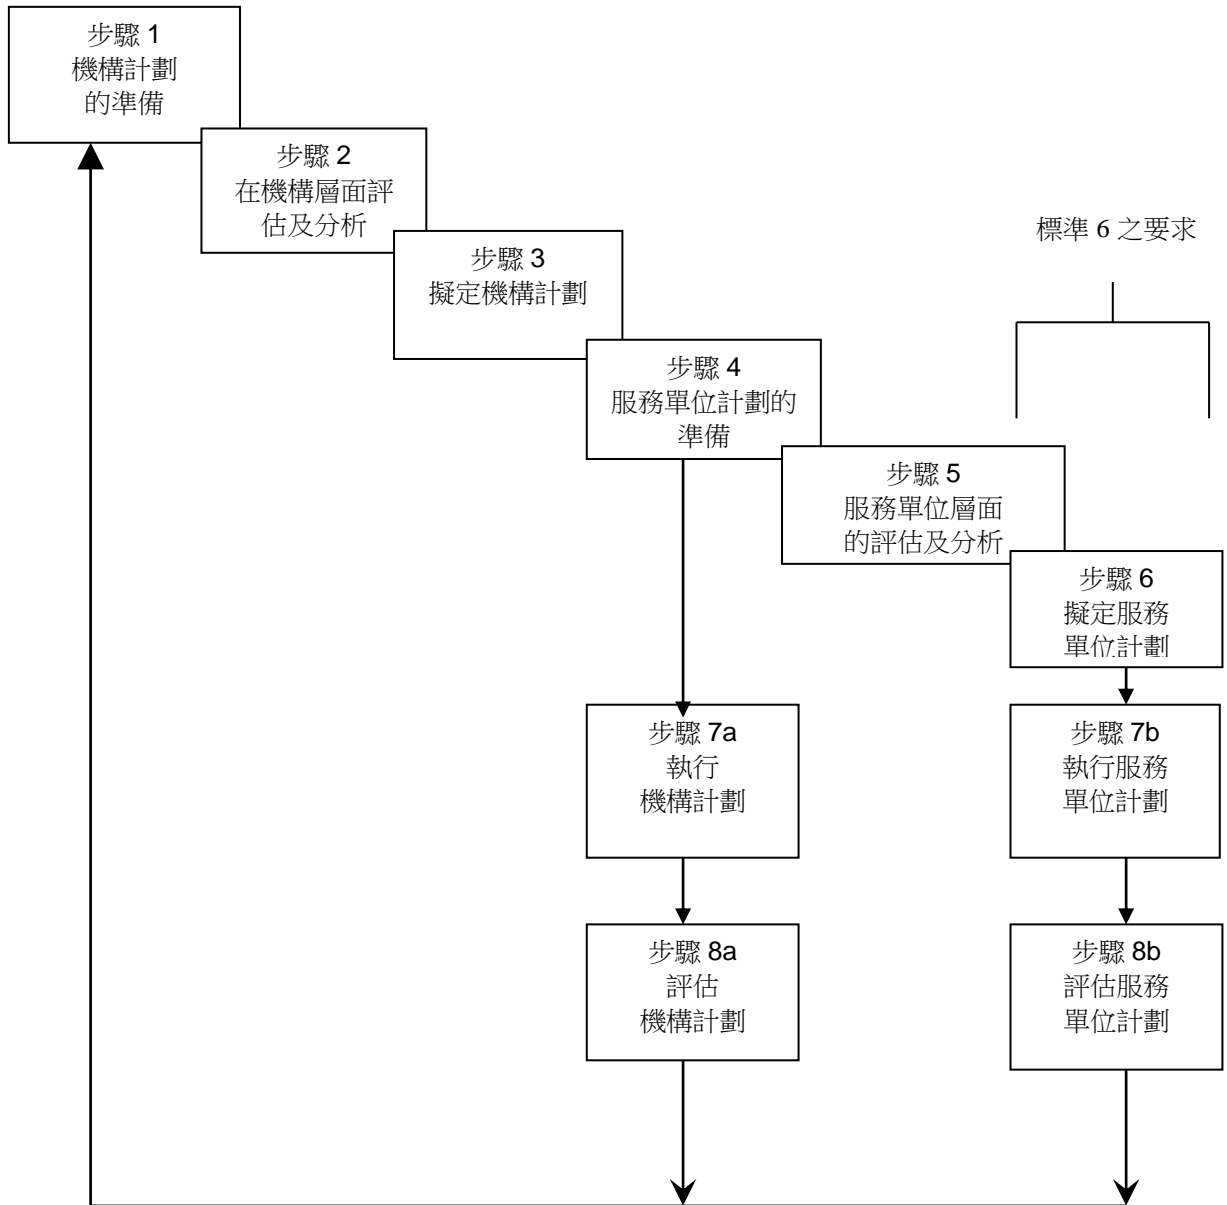 步驟 1
機構計劃
的準備
步驟 2
在機構層面評
估及分析
標準 6 之要求
步驟 3
擬定機構計劃
步驟 4
服務單位計劃的
準備
步驟 5
服務單位層面
的評估及分析
步驟 6
擬定服務
單位計劃
步驟 7a
執行
機構計劃
步驟 7b
執行服務
單位計劃
步驟 8a
評估
機構計劃
步驟 8b
評估服務
單位計劃